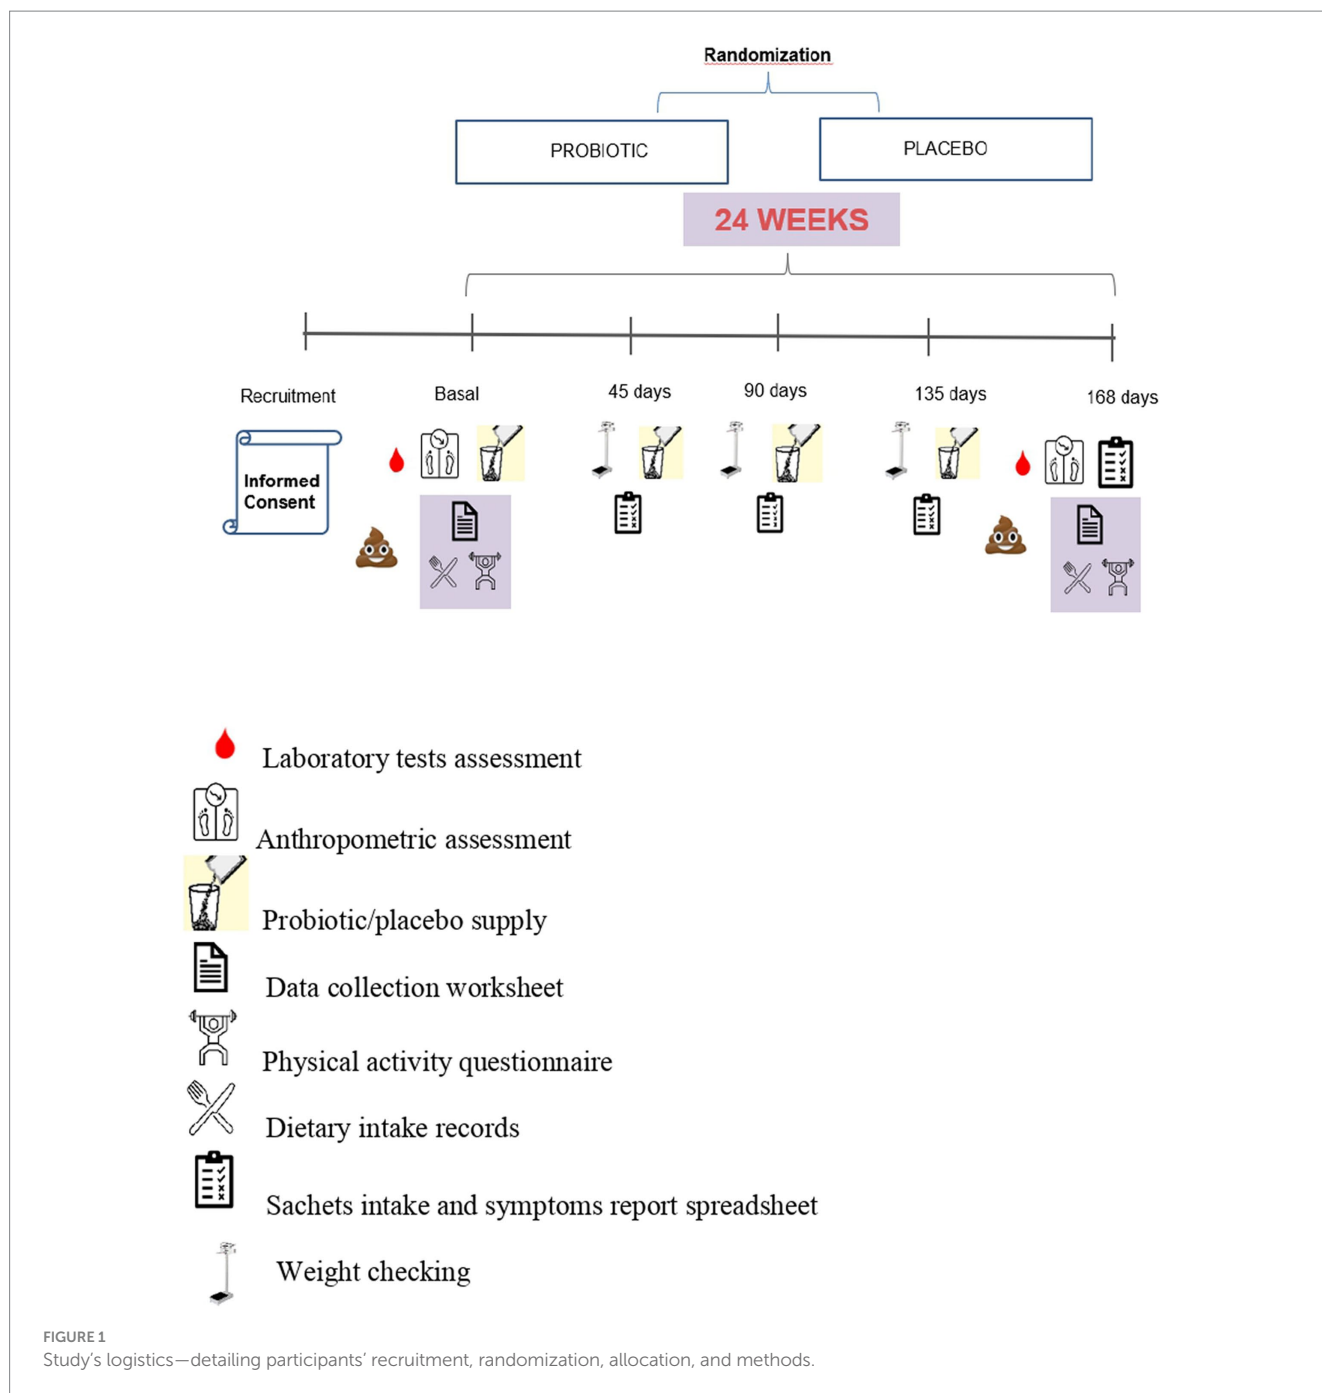 Randomization
PROBIOTIC
PLACEBO
24 WEEKS
Recruitment
Basal
45 days
90 days
135 days
168 days
Informed
Consent
Laboratory tests assessment
Anthropometric assessment
Probiotic/placebo supply
Data collection worksheet
Physical activity questionnaire
Dietary intake records
Sachets intake and symptoms report spreadsheet
Weight checking
FIGURE 1
Study's logistics—detailing participants' recruitment, randomization, allocation, and methods.